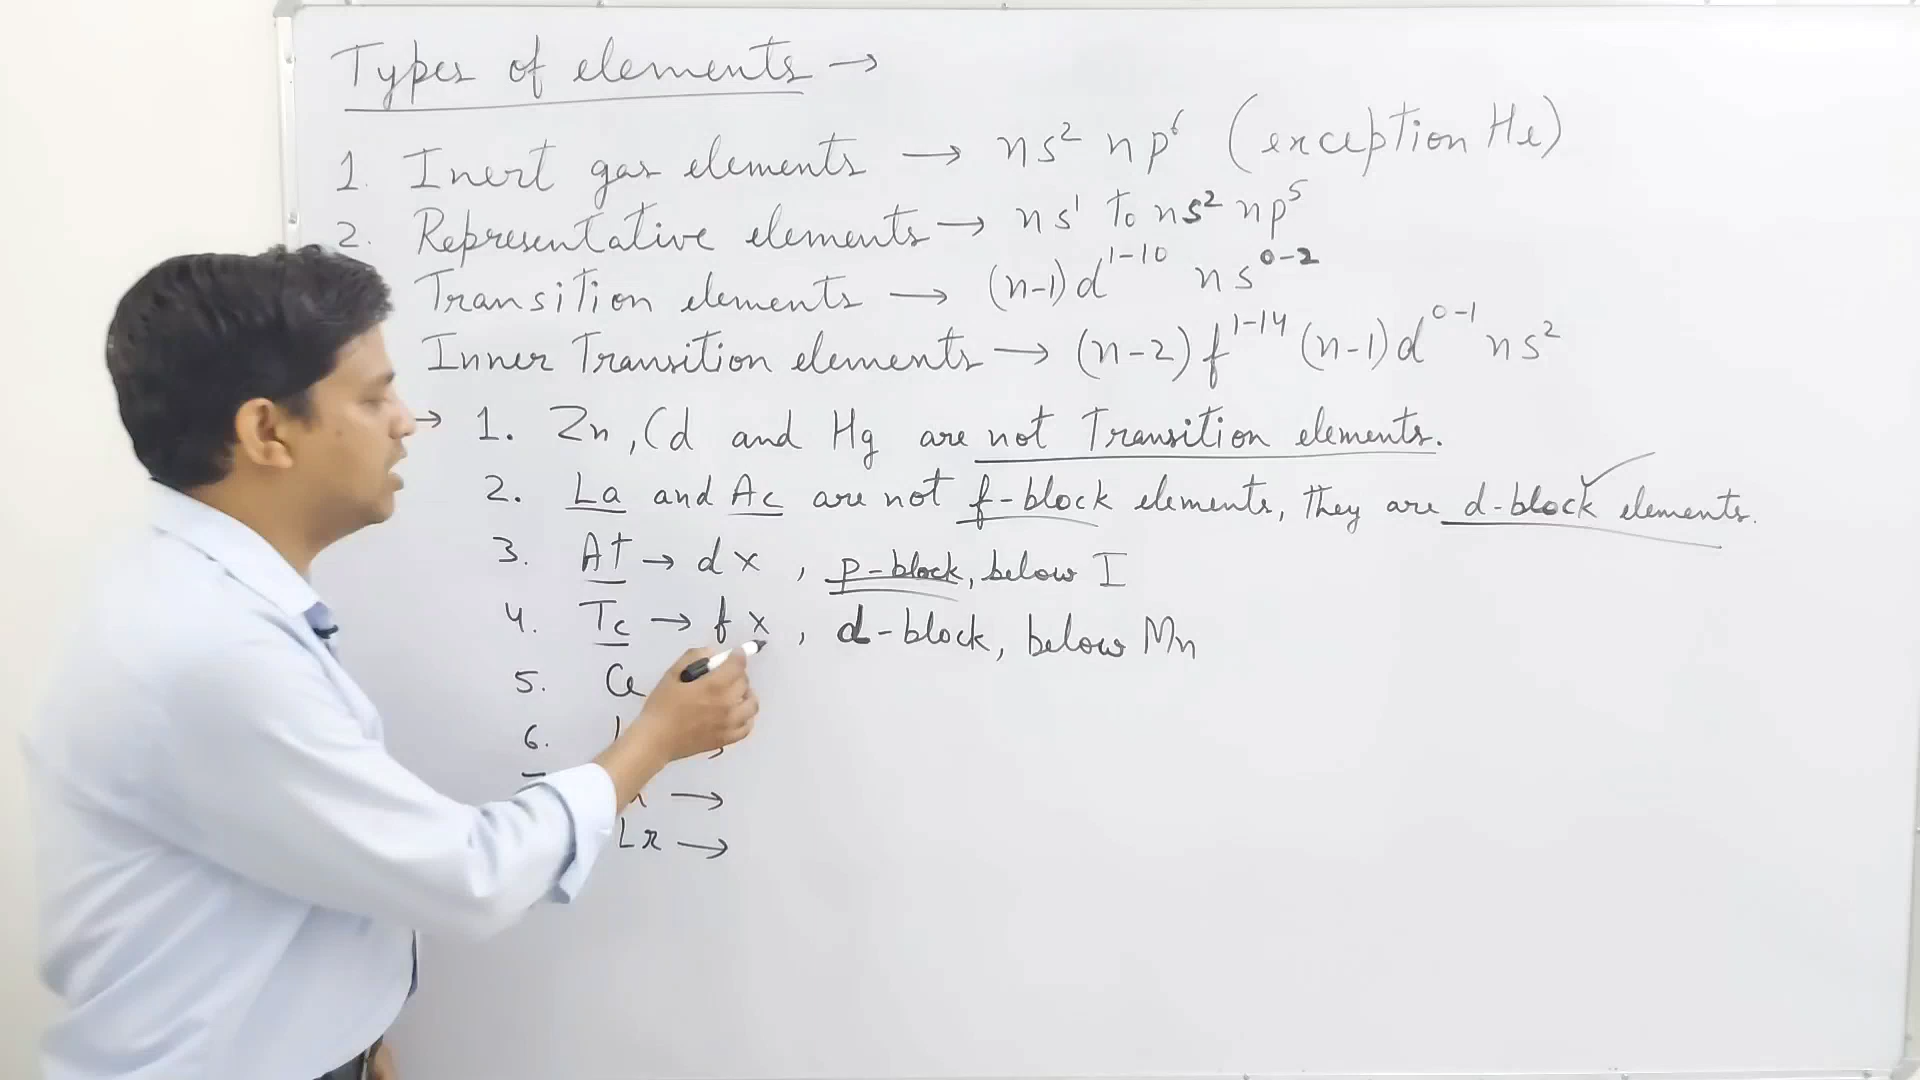 Types of elements →
1. Inert gas elements → ns² np⁶ (exception He)
2. Representative elements → ns¹ to ns² np⁵
Transition elements → (n-1)d¹⁻¹⁰ ns⁰⁻²
Inner Transition elements → (n-2)f¹⁻¹⁴ (n-1)d⁰⁻¹ ns²
→ 1. Zn, Cd and Hg are not Transition elements.
2. La and Ac are not f-block elements, they are d-block elements.
3. At → d x, p-block, below I
4. Tc → f x, d-block, below Mn
5. Ce
6.
→
Lr →